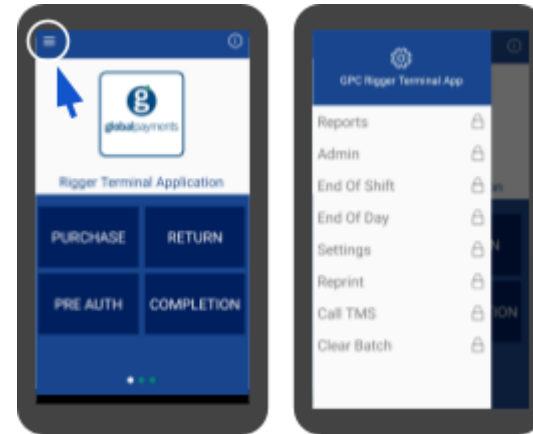 g
globalpayments
Rigger Terminal Application
PURCHASE
RETURN
PRE AUTH
COMPLETION
GPC Rigger Terminal App
Reports
Admin
End Of Shift
End Of Day
Settings
Reprint
Call TMS
Clear Batch
n
N
ION